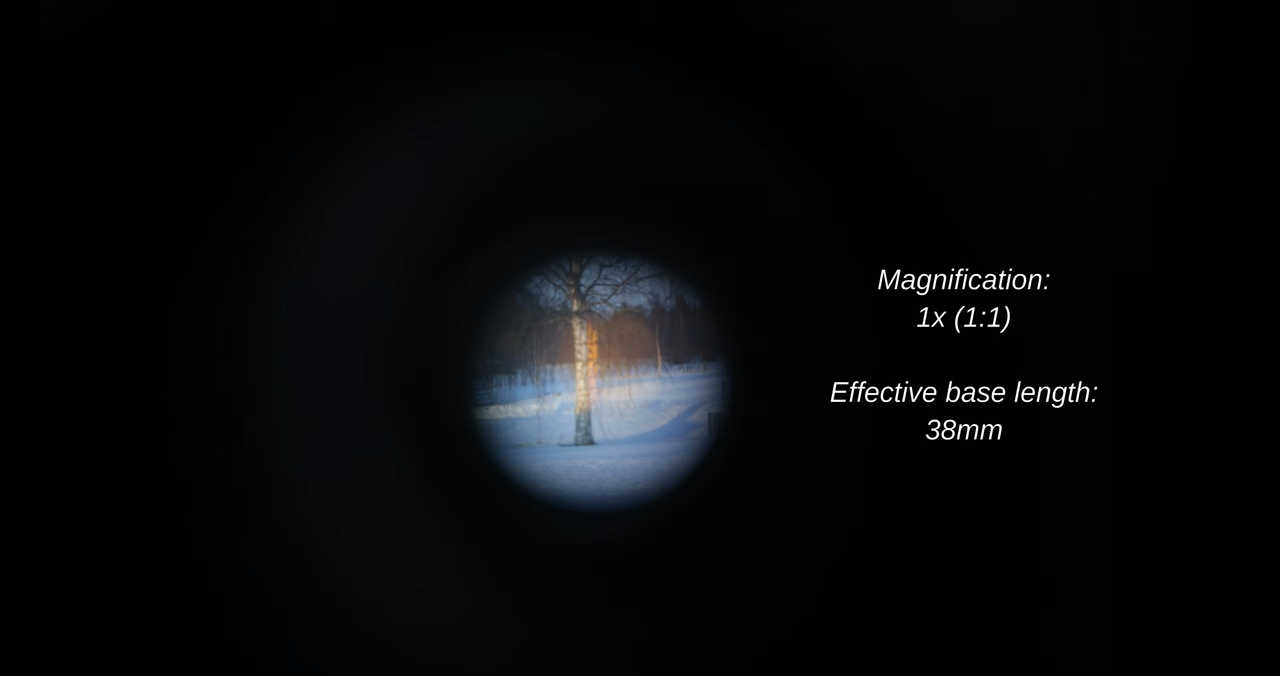 Magnification:
1x (1:1)
Effective base length:
38mm